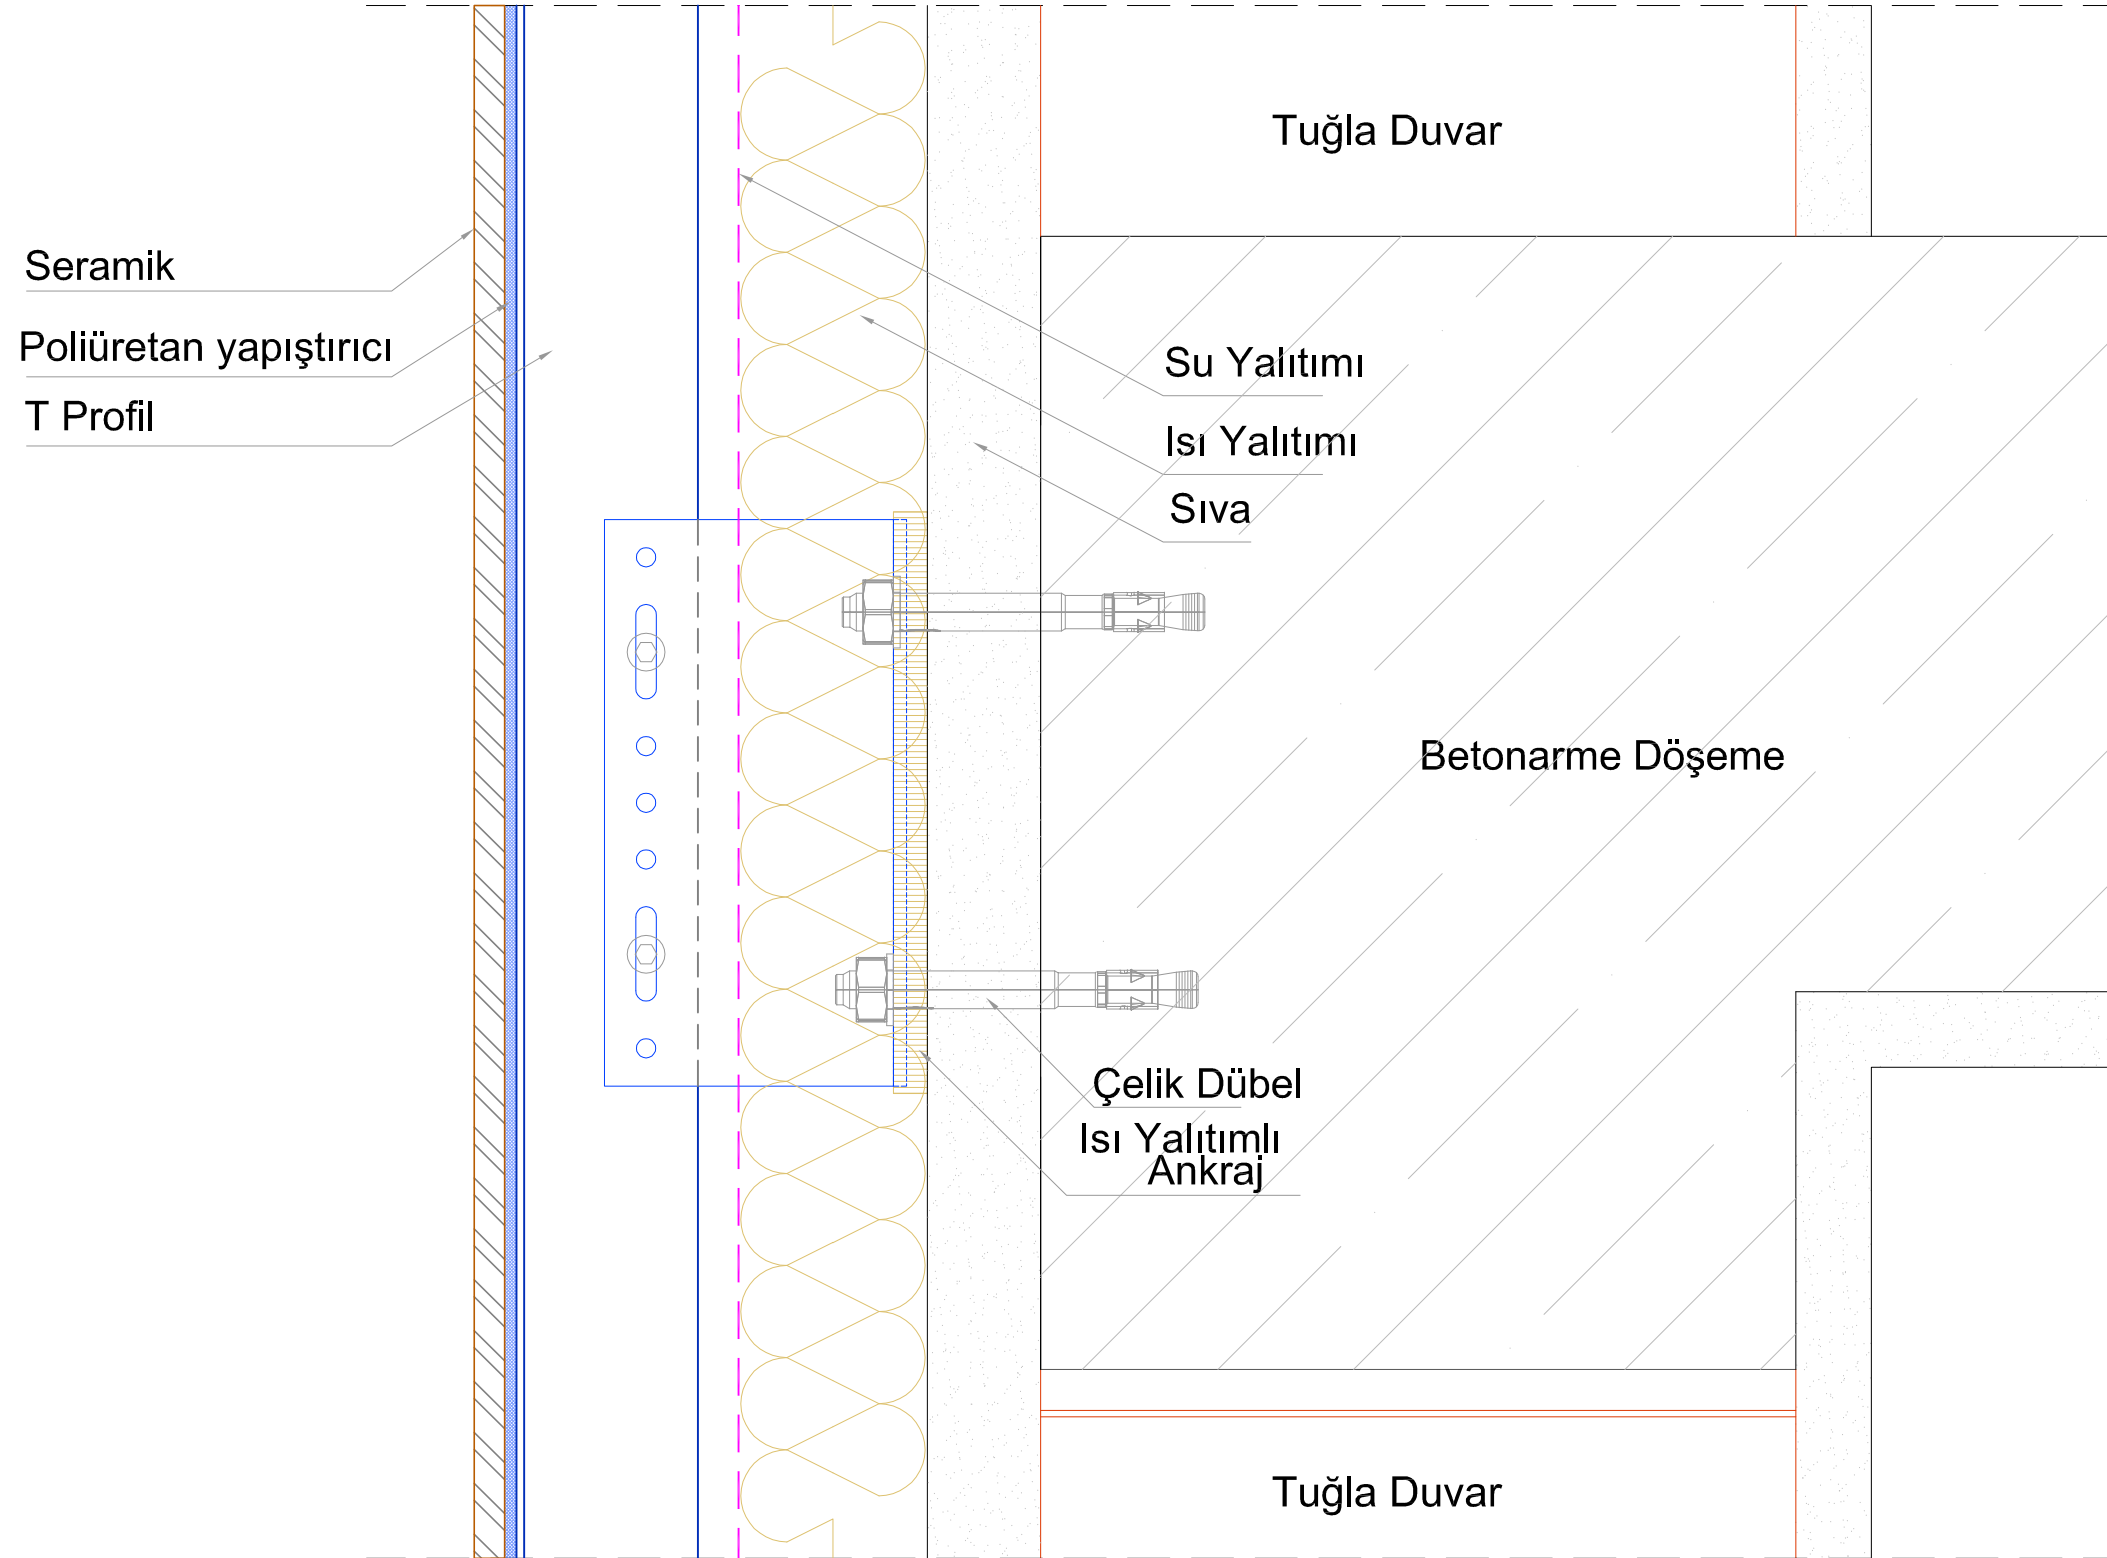 Tuğla Duvar
Seramik
Poliüretan yapıştırıcı
T Profil
Su Yalıtımı
Isı Yalıtımı
Sıva
Betonarme Döşeme
Çelik Dübel
Isı Yalıtımlı
Ankraj
Tuğla Duvar